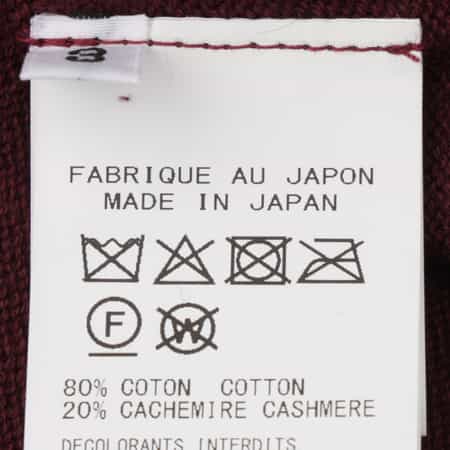 3
FABRIQUE AU JAPON
MADE IN JAPAN
F W
80% COTON COTTON
20% CACHEMIRE CASHMERE
DECOLORANTS INTERDITS